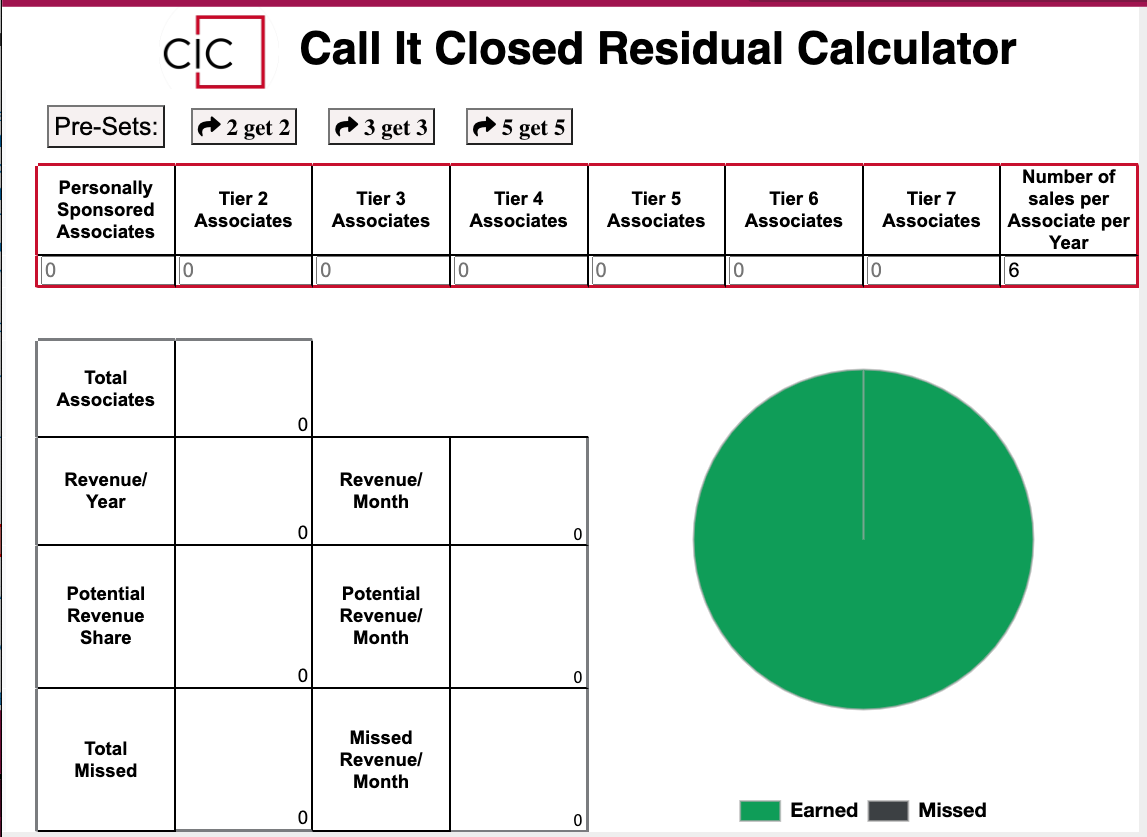 CIC
Call It Closed Residual Calculator
Pre-Sets:
2 get 2
3 get 3
5 get 5
Personally
Sponsored
Associates
Tier 2
Associates
Tier 3
Associates
Tier 4
Associates
Tier 5
Associates
Tier 6
Associates
Tier 7
Associates
Number of
sales per
Associate per
Year
0
0
0
0
0
0
0
6
Total
Associates
0
Revenue/
Year
0
Revenue/
Month
0
Potential
Revenue
Share
0
Potential
Revenue/
Month
0
Total
Missed
0
Missed
Revenue/
Month
0
Earned
Missed